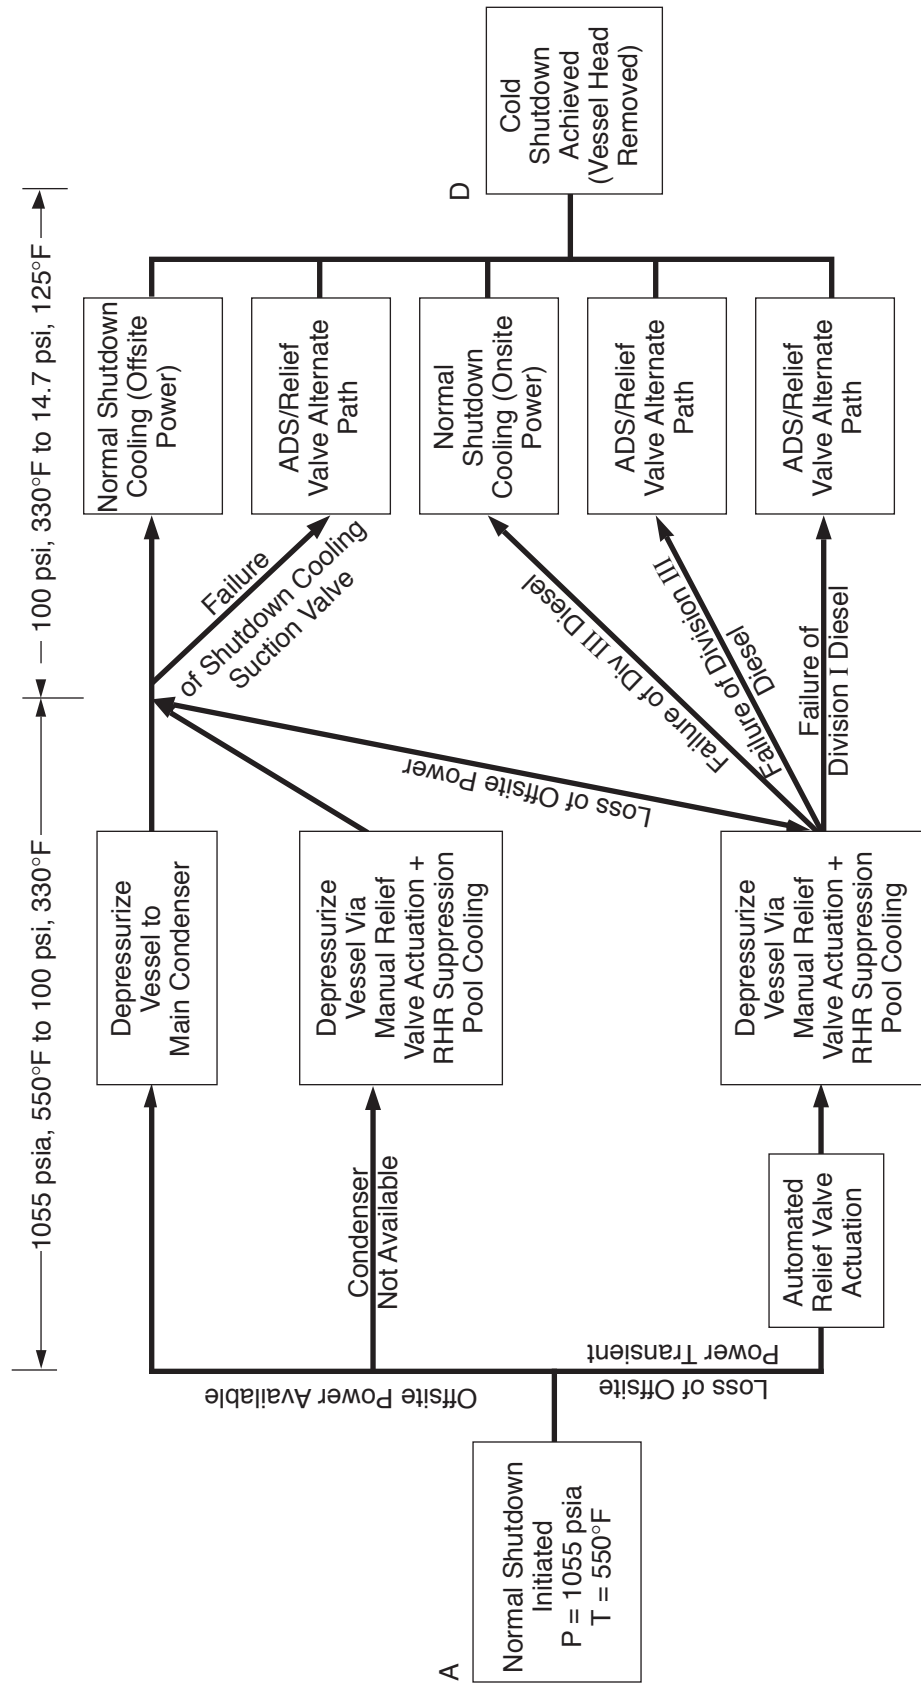 1055 psia, 550°F to 100 psi, 330°F
100 psi, 330°F to 14.7 psi, 125°F
A
Normal Shutdown
Initiated
P = 1055 psia
T = 550°F
Offsite Power Available
Loss of Offsite
Power Transient
Condenser
Not Available
Automated
Relief Valve
Actuation
Depressurize
Vessel to
Main Condenser
Depressurize
Vessel Via
Manual Relief
Valve Actuation +
RHR Suppression
Pool Cooling
Depressurize
Vessel Via
Manual Relief
Valve Actuation +
RHR Suppression
Pool Cooling
Loss of Offsite Power
Failure
of Shutdown Cooling
Suction Valve
Failure of Div III Diesel
Failure of Division III
Diesel
Failure of
Division I Diesel
Normal Shutdown
Cooling (Offsite
Power)
ADS/Relief
Valve Alternate
Path
Normal
Shutdown
Cooling (Onsite
Power)
ADS/Relief
Valve Alternate
Path
ADS/Relief
Valve Alternate
Path
D
Cold
Shutdown
Achieved
(Vessel Head
Removed)